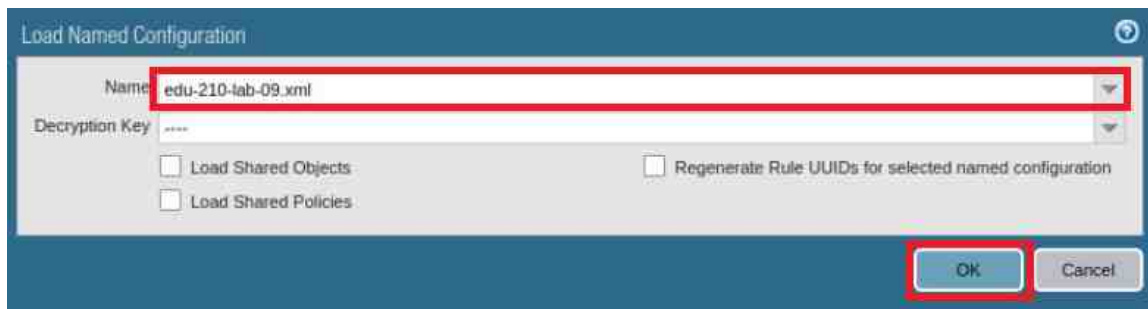 Load Named Configuration
Name edu-210-lab-09.xml
Decryption Key ----
Load Shared Objects Regenerate Rule UUIDs for selected named configuration
Load Shared Policies
OK Cancel